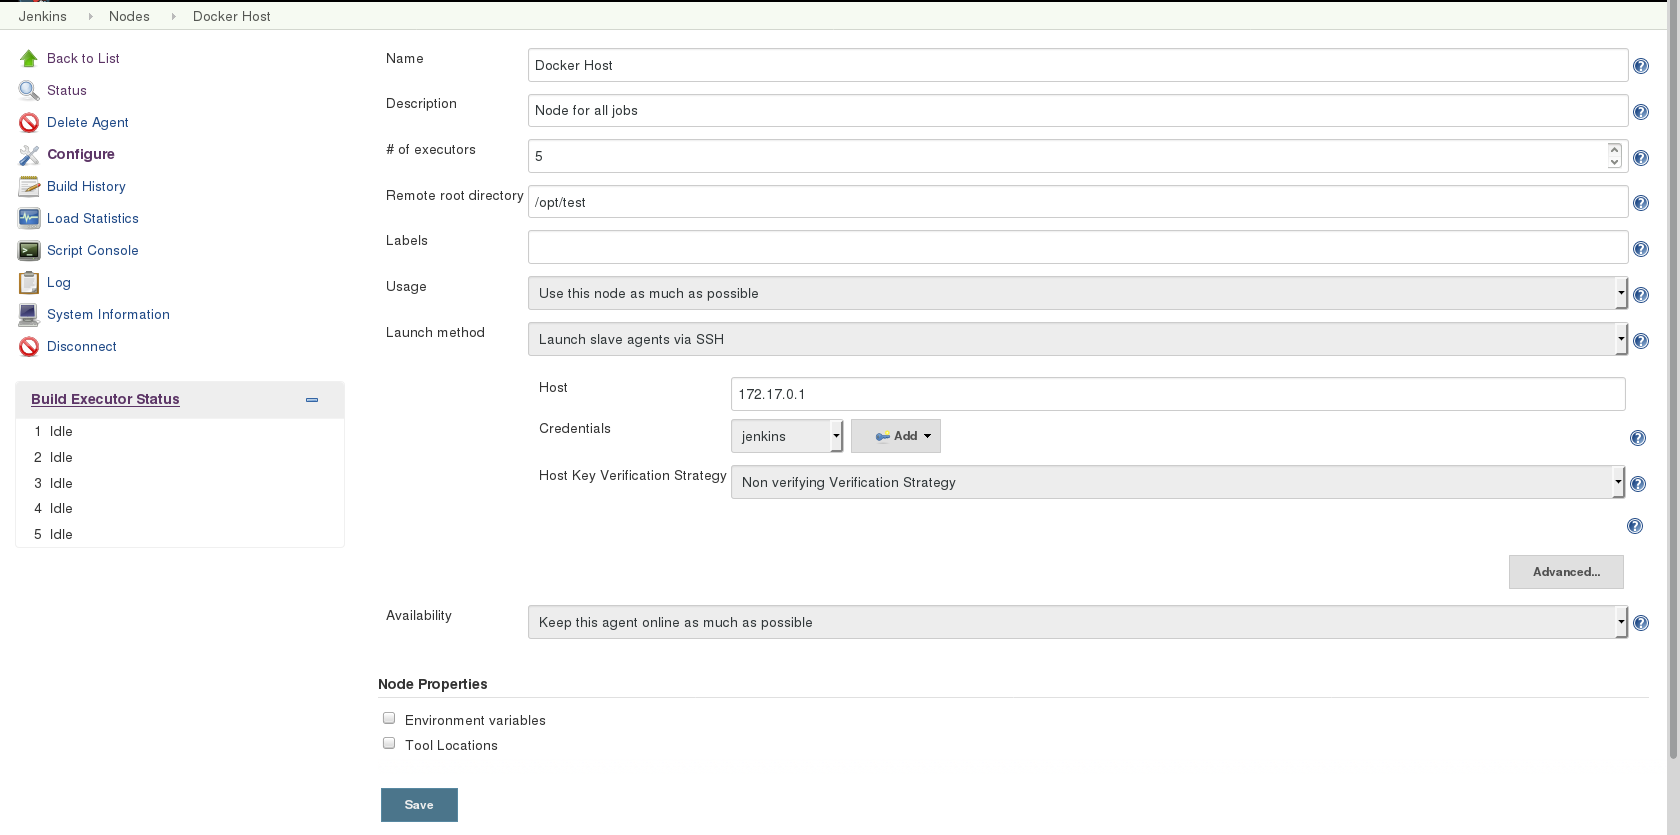 Jenkins Nodes Docker Host
Back to List
Status
Delete Agent
Configure
Build History
Load Statistics
Script Console
Log
System Information
Disconnect
Build Executor Status
1 Idle
2 Idle
3 Idle
4 Idle
5 Idle
Name Docker Host
Description Node for all jobs
# of executors 5
Remote root directory /opt/test
Labels
Usage Use this node as much as possible
Launch method Launch slave agents via SSH
Host 172.17.0.1
Credentials jenkins Add
Host Key Verification Strategy Non verifying Verification Strategy
Advanced...
Availability Keep this agent online as much as possible
Node Properties
Environment variables
Tool Locations
Save